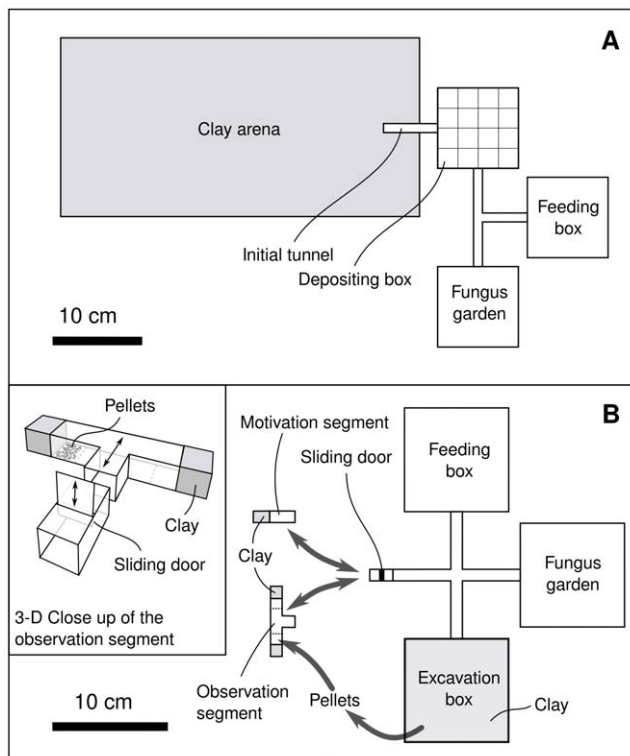 A
Clay arena
Initial tunnel
Depositing box
Feeding
box
Fungus
garden
10 cm
Pellets
Clay
Sliding door
3-D Close up of the
observation segment
B
Motivation segment
Sliding door
Clay
Observation
segment
Pellets
Feeding
box
Fungus
garden
Excavation
box
Clay
10 cm